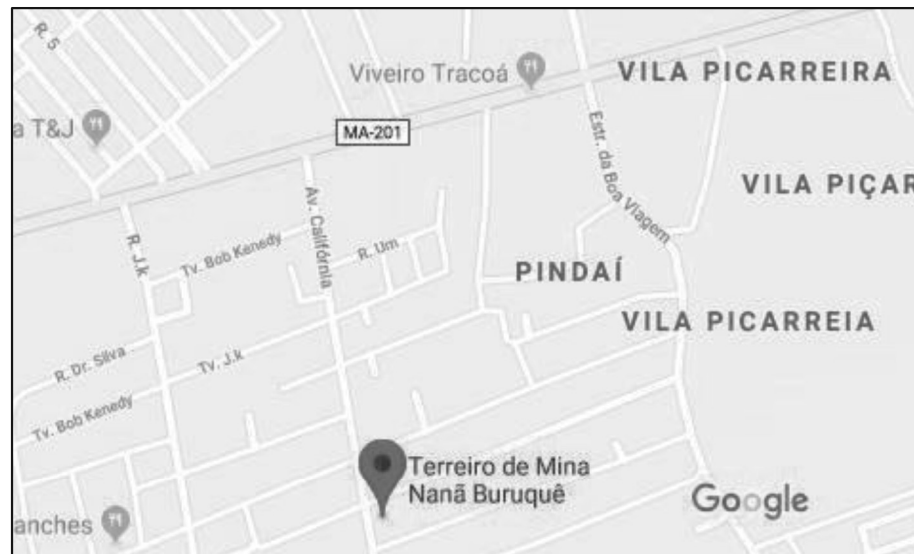 R. 5
Viveiro Tracoá
VILA PICARREIRA
a T&J
MA-201
Estr. da Boa Viagem
VILA PIÇAR
R. J.k
Tv. Bob Kenedy
Av. Califórnia
R. Um
PINDAÍ
VILA PICARREIA
R. Dr. Silva
Tv. J.k
Tv. Bob Kenedy
Terreiro de Mina
Nanã Buruquê
Google
anches